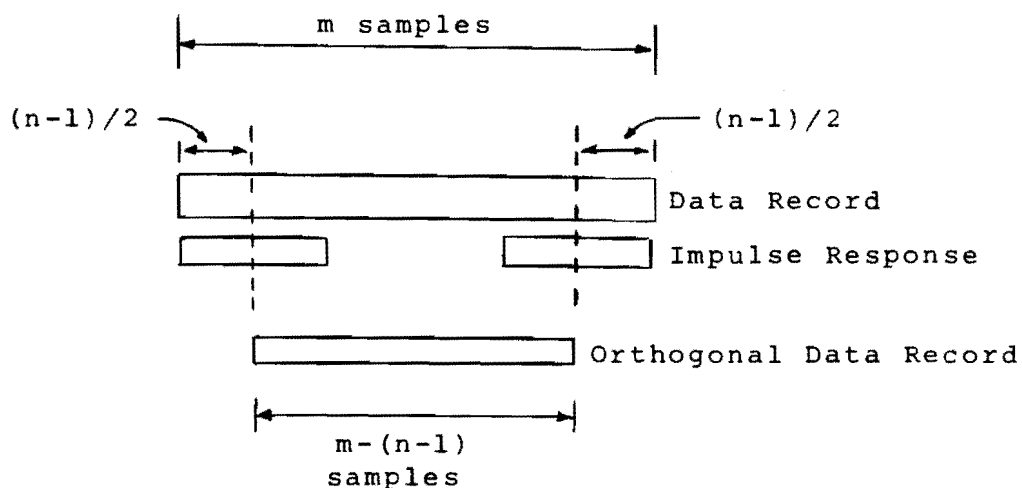 m samples
(n-1)/2
(n-1)/2
Data Record
Impulse Response
Orthogonal Data Record
m-(n-1)
samples